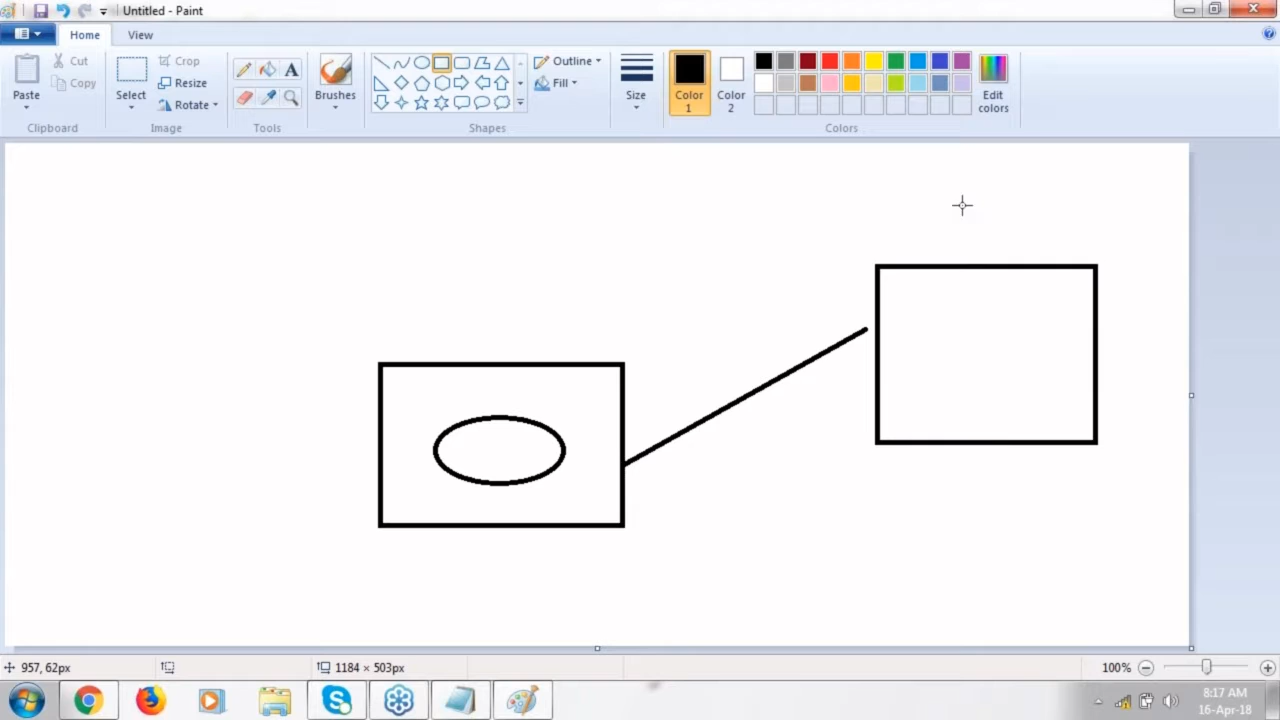 Untitled - Paint
Home View
Paste
Cut
Copy
Clipboard
Select
Crop
Resize
Rotate
Image
A
Tools
Brushes
Outline
Fill
Shapes
Size
Color 1
Color 2
Edit colors
Colors
957, 62px
1184 × 503px
100%
8:17 AM
16-Apr-18